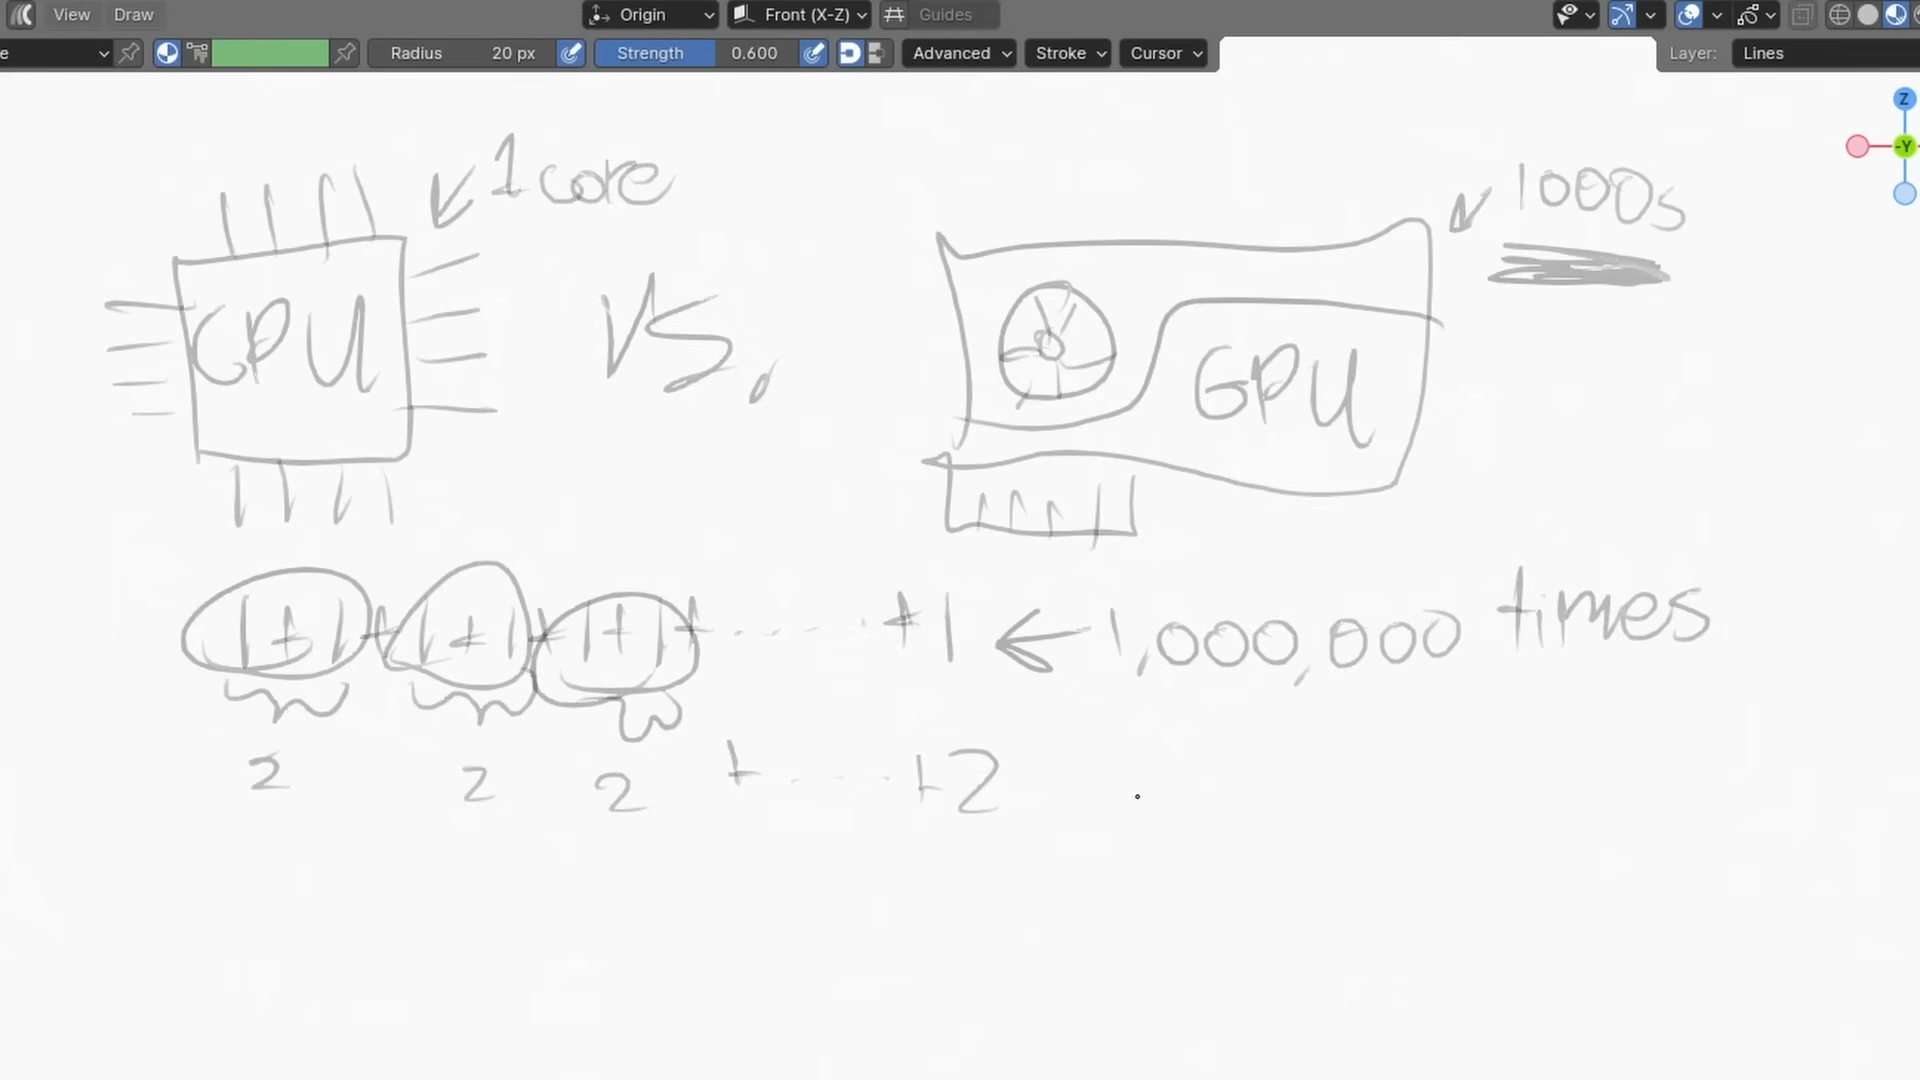 View Draw Origin Front (X-Z) Guides
e Radius 20 px Strength 0.600 Advanced Stroke Cursor Layer: Lines
Z
-Y
1 core
1000s
CPU
VS.
GPU
1+1+1+1+1+1+.....+1 ← 1,000,000 times
2 2 2 +.....+2